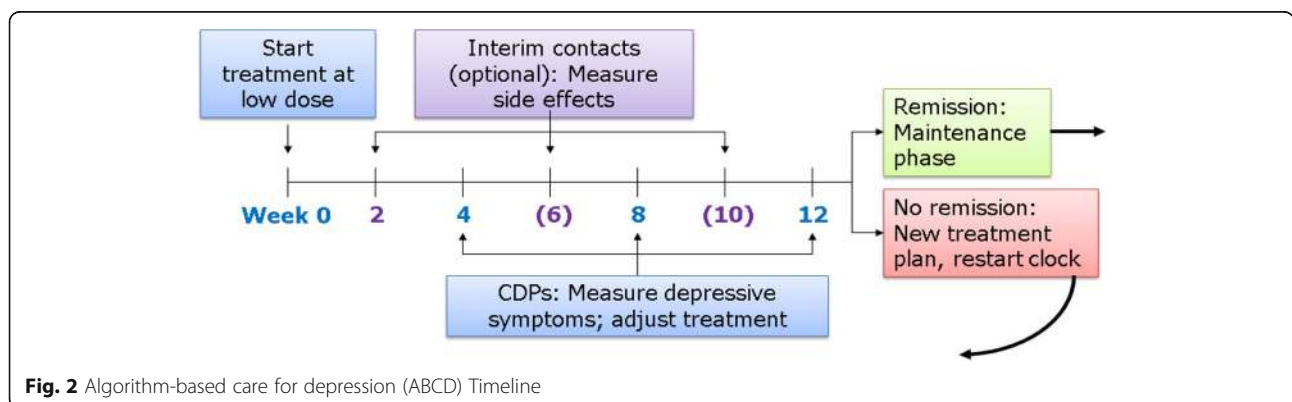 Start
treatment at
low dose
Interim contacts
(optional): Measure
side effects
Remission:
Maintenance
phase
Week 0 2 4 (6) 8 (10) 12
No remission:
New treatment
plan, restart clock
CDPs: Measure depressive
symptoms; adjust treatment
Fig. 2 Algorithm-based care for depression (ABCD) Timeline